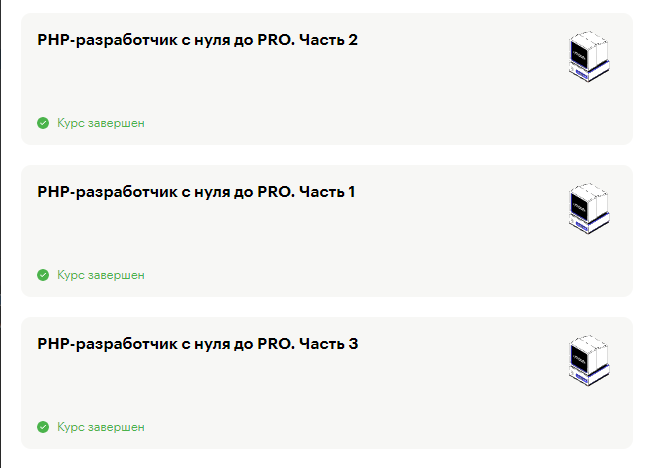 PHP-разработчик с нуля до PRO. Часть 2
Курс завершен
PHP-разработчик с нуля до PRO. Часть 1
Курс завершен
PHP-разработчик с нуля до PRO. Часть 3
Курс завершен